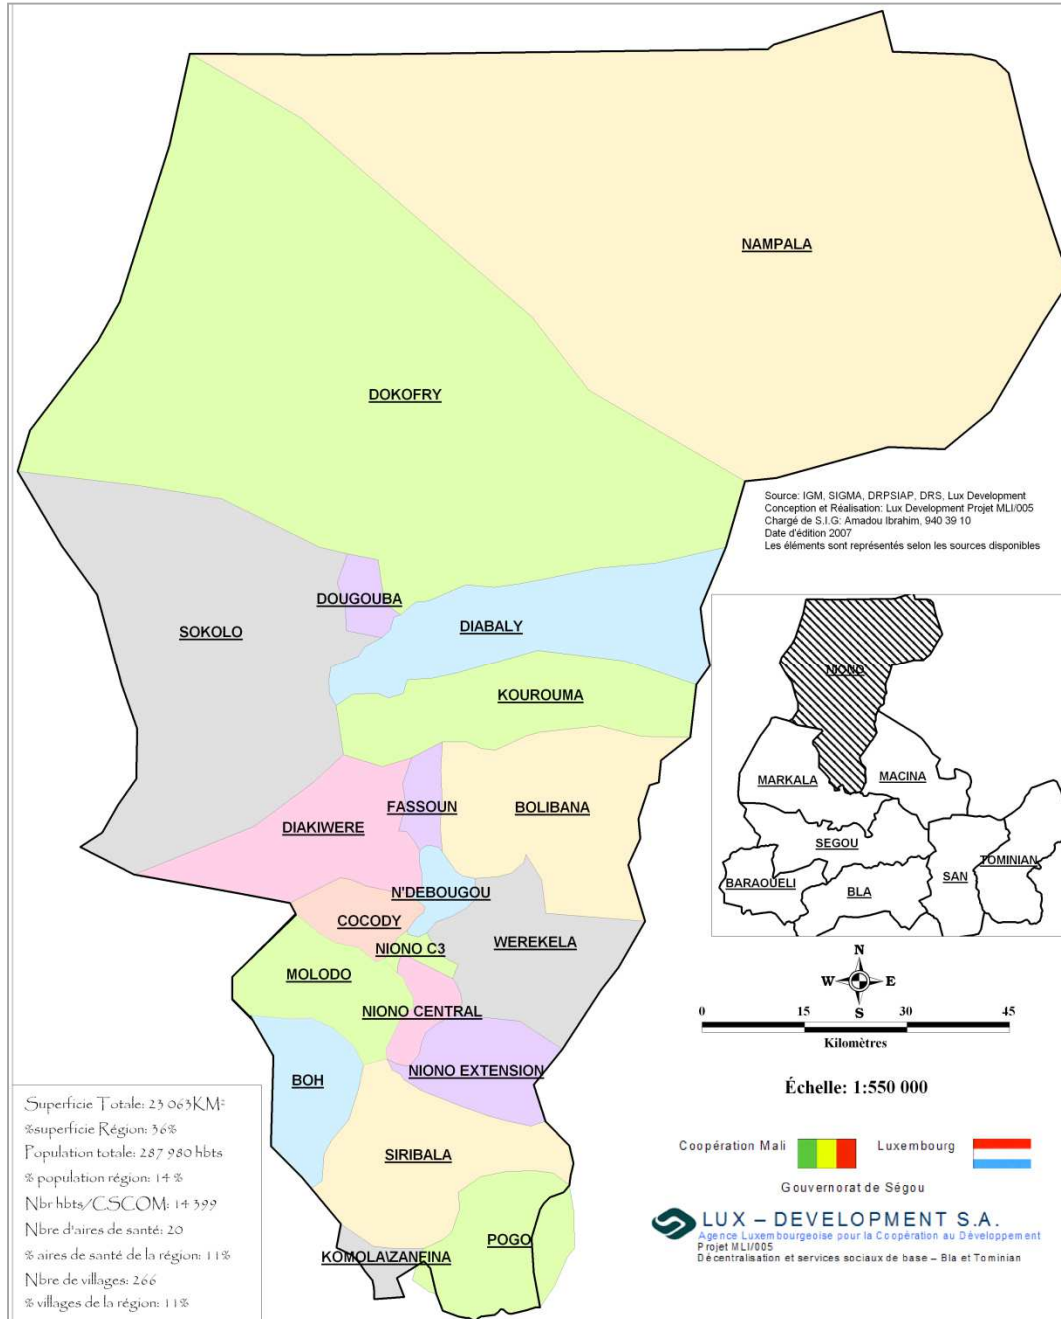 NAMPALA
DOKOFRY
Source: IGM, SIGMA, DRPSIAP, DRS, Lux Development
Conception et Réalisation: Lux Development Projet MLI/005
Chargé de S.I.G: Amadou Ibrahim, 940 39 10
Date d'édition 2007
Les éléments sont représentés selon les sources disponibles
DOUGOUBA
SOKOLO
DIABALY
KOUROUMA
FASSOUN
BOLIBANA
DIAKIWERE
N'DEBOUGOU
COCODY
NIONO C3
WEREKELA
MOLODO
NIONO CENTRAL
NIONO EXTENSION
BOH
SIRIBALA
POGO
KOMOLA\ZANFINA
NIONO
MARKALA
MACINA
SEGOU
TOMINIAN
BARAOUELI
BLA
SAN
N
W E
S
0 15 30 45
Kilomètres
Échelle: 1:550 000
Coopération Mali Luxembourg
Gouvernorat de Ségou
LUX – DEVELOPMENT S.A.
Agence Luxembourgeoise pour la Coopération au Développement
Projet MLI/005
Décentralisation et services sociaux de base – Bla et Tominian
Superficie Totale: 23 063KM²
%superficie Région: 36%
Population totale: 287 980 hbts
% population région: 14 %
Nbr hbts/CSCOM: 14 399
Nbre d'aires de santé: 20
% aires de santé de la région: 11%
Nbre de villages: 266
% villages de la région: 11%